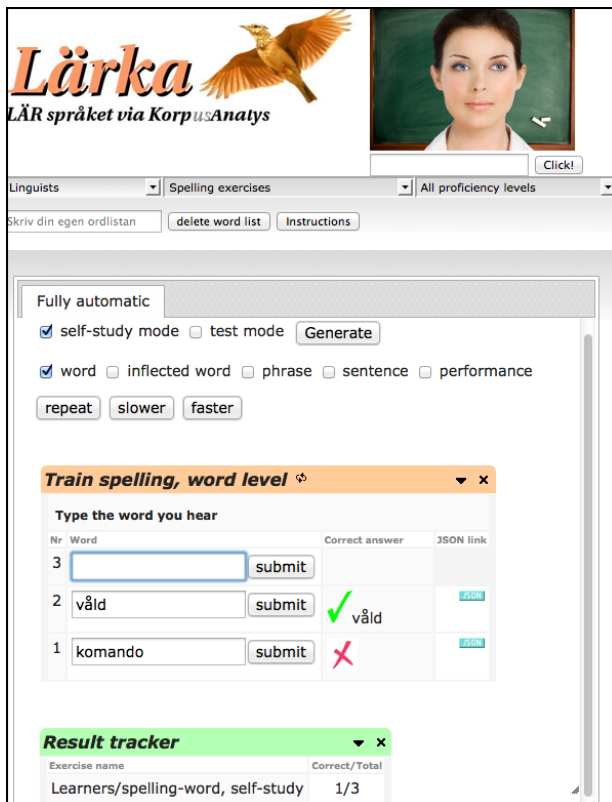 Lärka
LÄR språket via KorpusAnalys
Click!
Linguists Spelling exercises All proficiency levels
Skriv din egen ordlistan delete word list Instructions
Fully automatic
self-study mode test mode Generate
word inflected word phrase sentence performance
repeat slower faster
Train spelling, word level
Type the word you hear
Nr Word Correct answer JSON link
3 submit
2 våld submit våld JSON
1 komando submit JSON
Result tracker
Exercise name Correct/Total
Learners/spelling-word, self-study 1/3